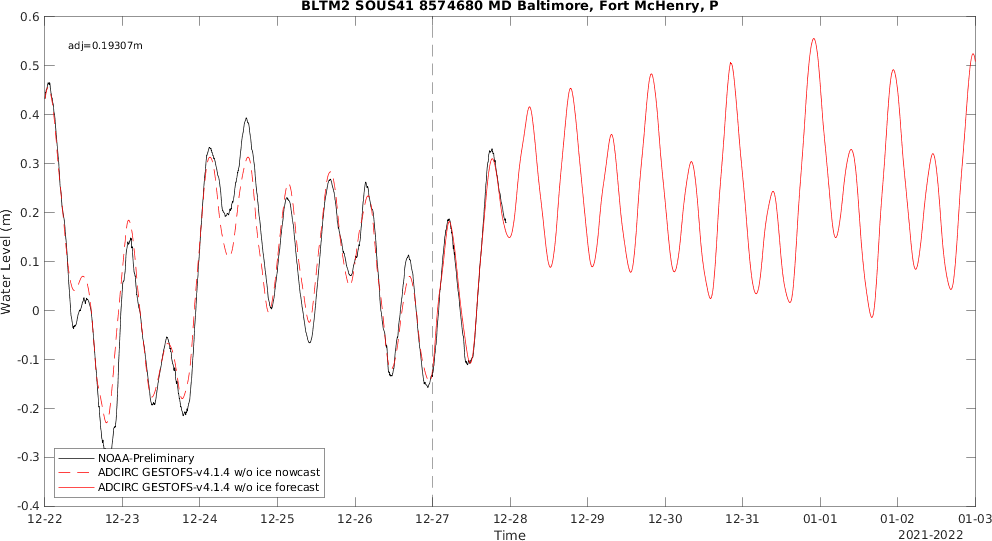 BLTM2 SOUS41 8574680 MD Baltimore, Fort McHenry, P
adj=0.19307m
Water Level (m)
0.6
0.5
0.4
0.3
0.2
0.1
0
-0.1
-0.2
-0.3
-0.4
NOAA-Preliminary
ADCIRC GESTOFS-v4.1.4 w/o ice nowcast
ADCIRC GESTOFS-v4.1.4 w/o ice forecast
12-22 12-23 12-24 12-25 12-26 12-27 12-28 12-29 12-30 12-31 01-01 01-02 01-03
Time
2021-2022